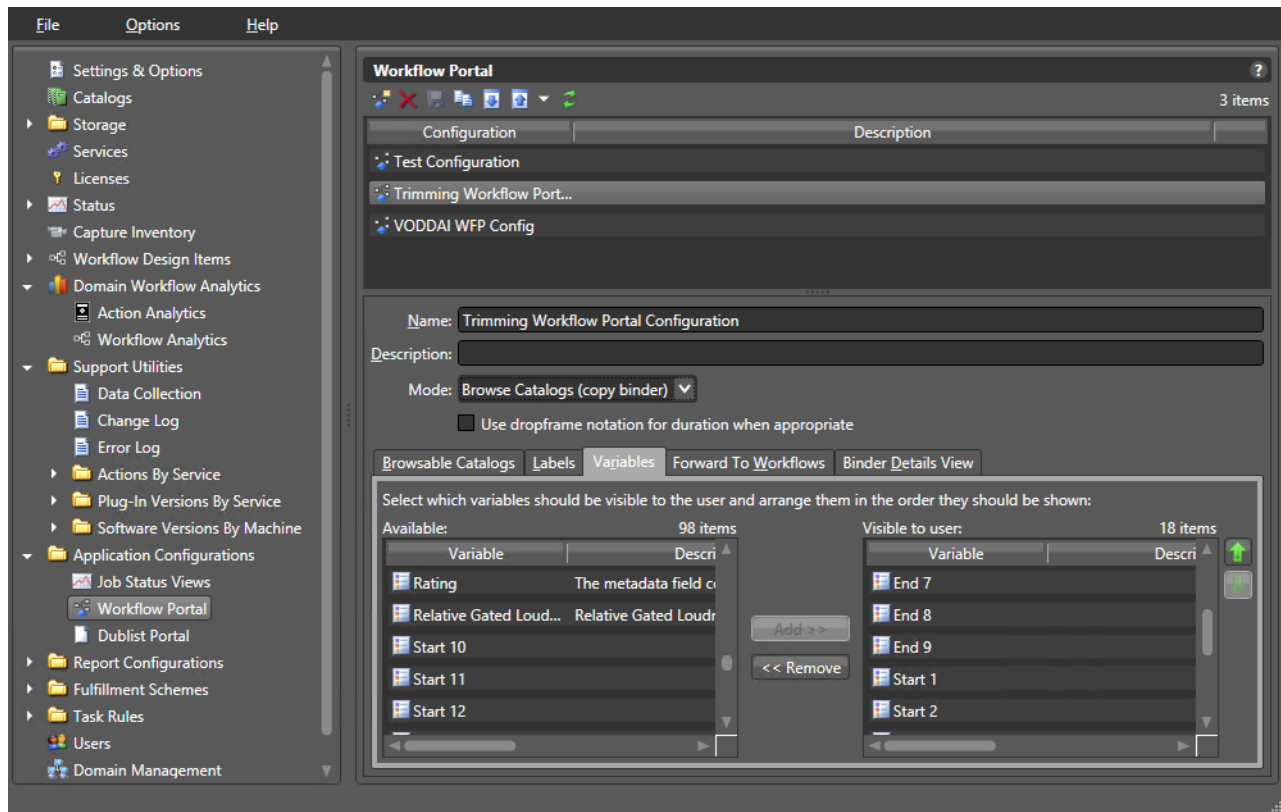 File Options Help
Settings & Options
Catalogs
Storage
Services
Licenses
Status
Capture Inventory
Workflow Design Items
Domain Workflow Analytics
Action Analytics
Workflow Analytics
Support Utilities
Data Collection
Change Log
Error Log
Actions By Service
Plug-In Versions By Service
Software Versions By Machine
Application Configurations
Job Status Views
Workflow Portal
Dublist Portal
Report Configurations
Fulfillment Schemes
Task Rules
Users
Domain Management
Workflow Portal ?
3 items
Configuration Description
Test Configuration
Trimming Workflow Port...
VODDAI WFP Config
Name: Trimming Workflow Portal Configuration
Description:
Mode: Browse Catalogs (copy binder)
Use dropframe notation for duration when appropriate
Browsable Catalogs Labels Variables Forward To Workflows Binder Details View
Select which variables should be visible to the user and arrange them in the order they should be shown:
Available: 98 items
Variable Descri
Rating The metadata field co
Relative Gated Loud... Relative Gated Loudr
Start 10
Start 11
Start 12
Add >>
<< Remove
Visible to user: 18 items
Variable Descri
End 7
End 8
End 9
Start 1
Start 2